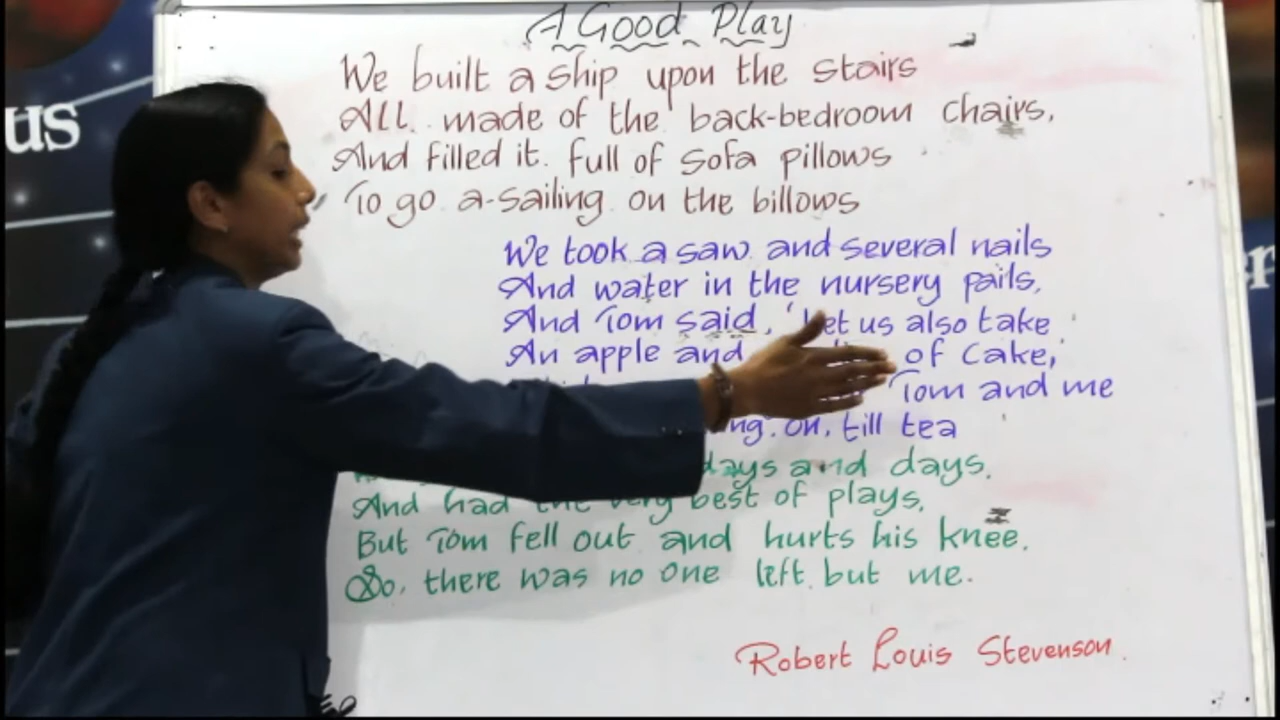 us
A Good Play
We built a ship upon the stairs
All made of the back-bedroom chairs,
And filled it full of sofa pillows
To go a-sailing on the billows
We took a saw and several nails
And water in the nursery pails,
And Tom said, 'Let us also take
An apple and of cake,'
Tom and me
on, till tea
days and days.
And had the very best of plays,
But Tom fell out and hurts his knee.
So, there was no one left but me.
Robert Louis Stevenson.